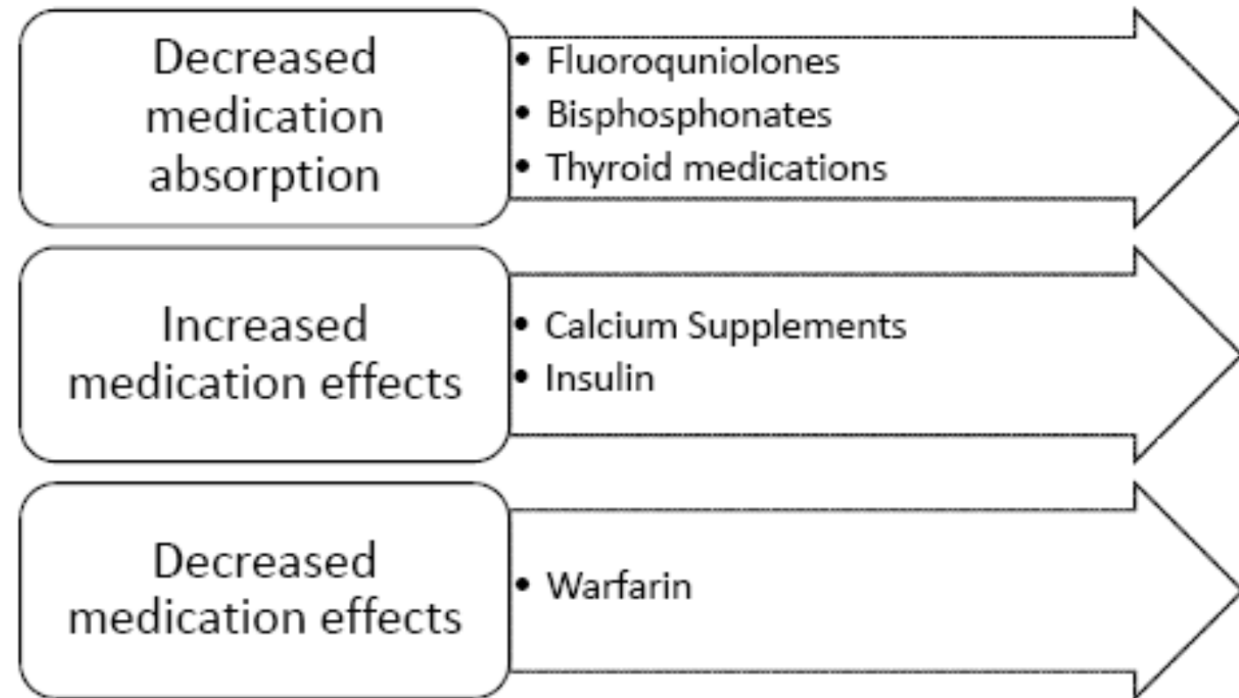 Decreased
medication
absorption
• Fluoroquniolones
• Bisphosphonates
• Thyroid medications
Increased
medication effects
• Calcium Supplements
• Insulin
Decreased
medication effects
• Warfarin